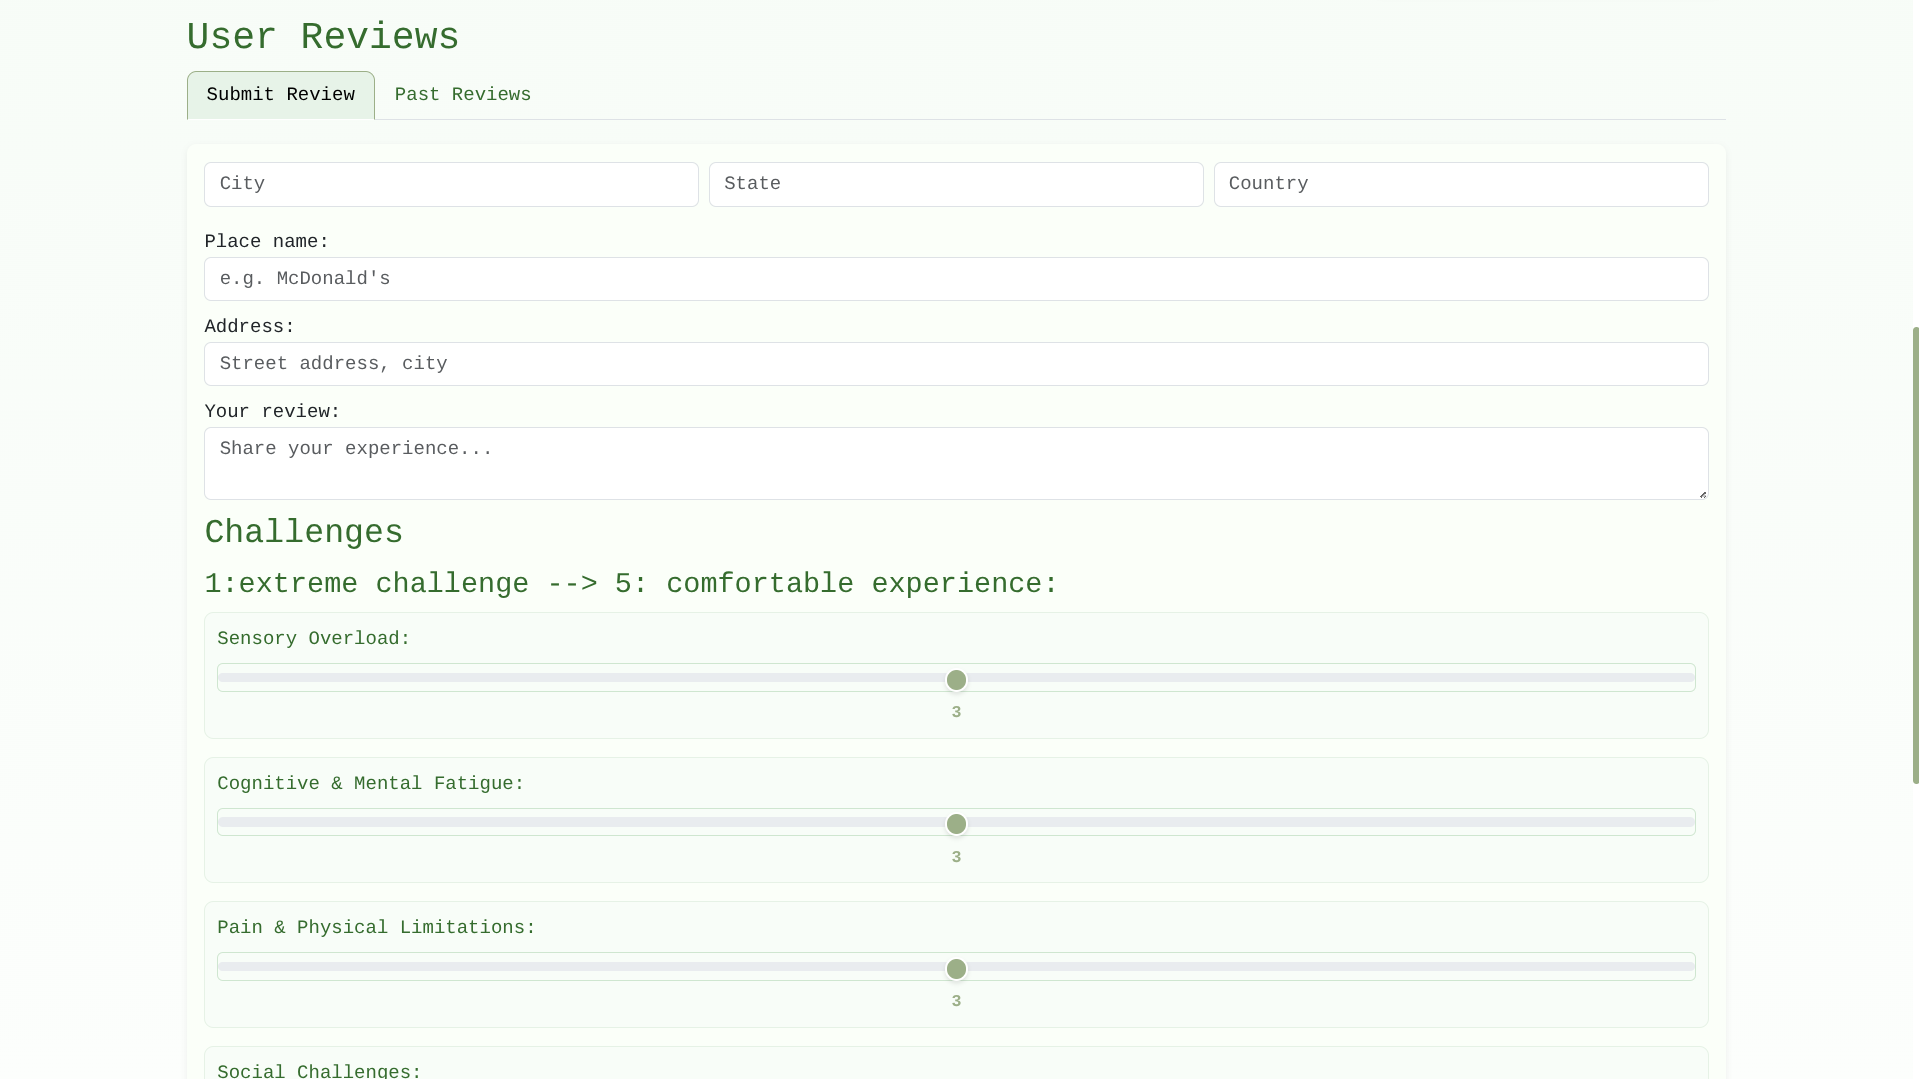 User Reviews
Submit Review Past Reviews
City State Country
Place name:
e.g. McDonald's
Address:
Street address, city
Your review:
Share your experience...
Challenges
1:extreme challenge --> 5: comfortable experience:
Sensory Overload:
3
Cognitive & Mental Fatigue:
3
Pain & Physical Limitations:
3
Social Challenges: